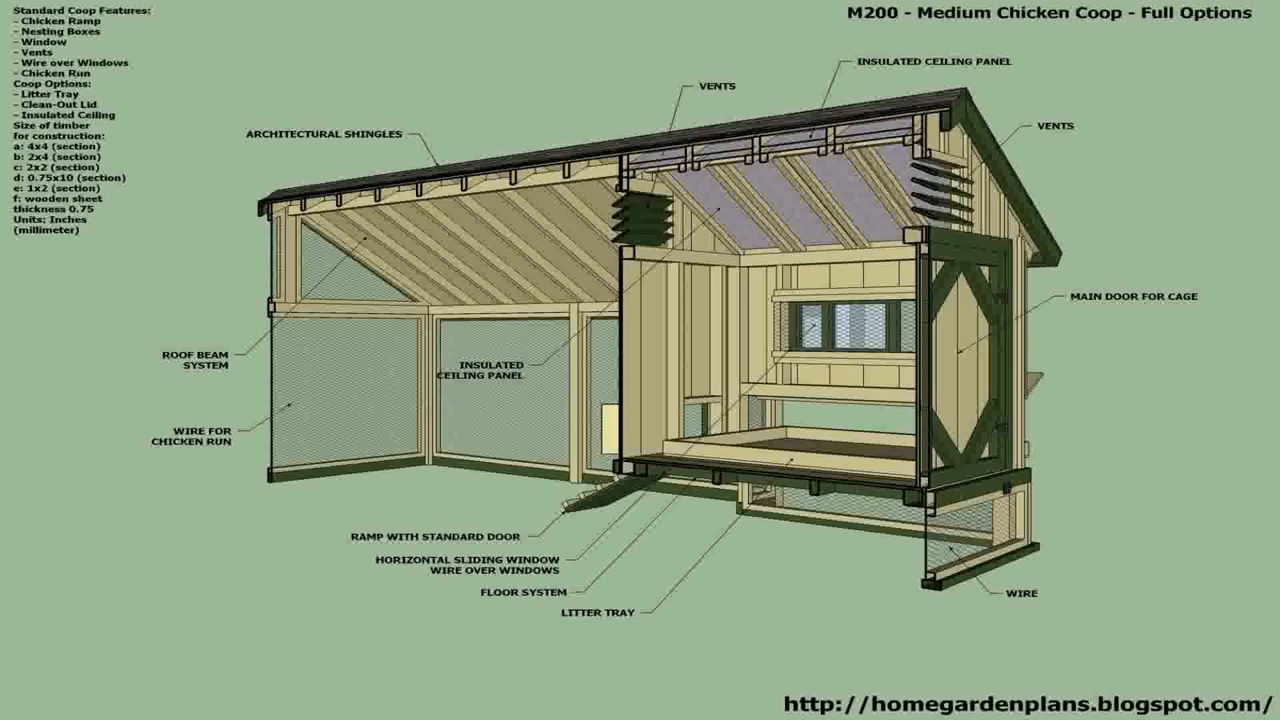 Standard Coop Features:
- Chicken Ramp
- Nesting Boxes
- Window
- Vents
- Wire over Windows
- Chicken Run
Coop Options:
- Litter Tray
- Clean-Out Lid
- Insulated Ceiling
Size of timber
for construction:
a: 4x4 (section)
b: 2x4 (section)
c: 2x2 (section)
d: 0.75x10 (section)
e: 1x2 (section)
f: wooden sheet
thickness 0.75
Units: Inches
(millimeter)
M200 - Medium Chicken Coop - Full Options
INSULATED CEILING PANEL
VENTS
ARCHITECTURAL SHINGLES
VENTS
MAIN DOOR FOR CAGE
ROOF BEAM
SYSTEM
INSULATED
CEILING PANEL
WIRE FOR
CHICKEN RUN
RAMP WITH STANDARD DOOR
HORIZONTAL SLIDING WINDOW
WIRE OVER WINDOWS
FLOOR SYSTEM
WIRE
LITTER TRAY
http://homegardenplans.blogspot.com/